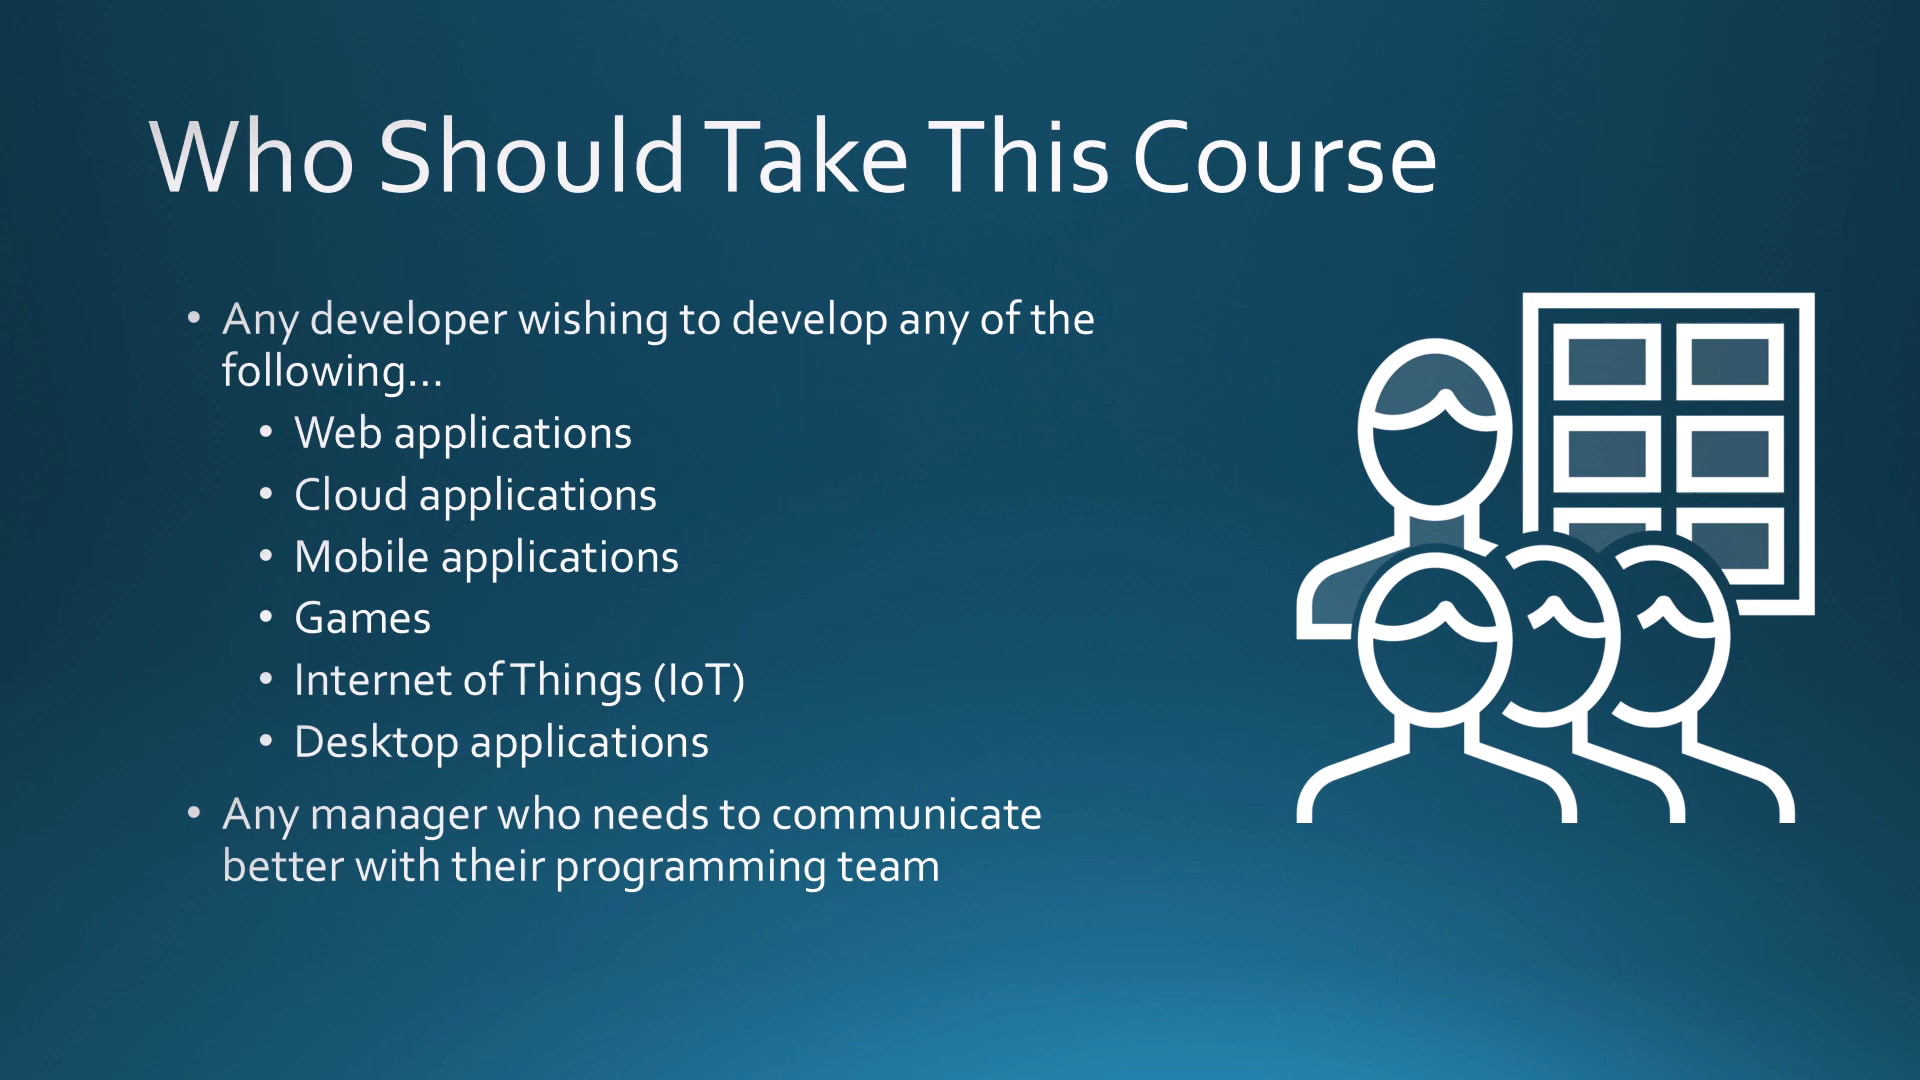 Who Should Take This Course
• Any developer wishing to develop any of the
following...
• Web applications
• Cloud applications
• Mobile applications
• Games
• Internet of Things (IoT)
• Desktop applications
• Any manager who needs to communicate
better with their programming team